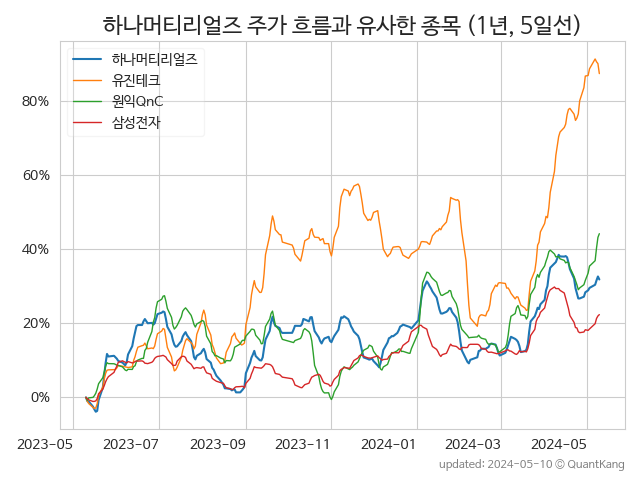 하나머티리얼즈 주가 흐름과 유사한 종목 (1년, 5일선)
하나머티리얼즈
유진테크
원익QnC
삼성전자
80%
60%
40%
20%
0%
2023-05 2023-07 2023-09 2023-11 2024-01 2024-03 2024-05
updated: 2024-05-10 © QuantKang